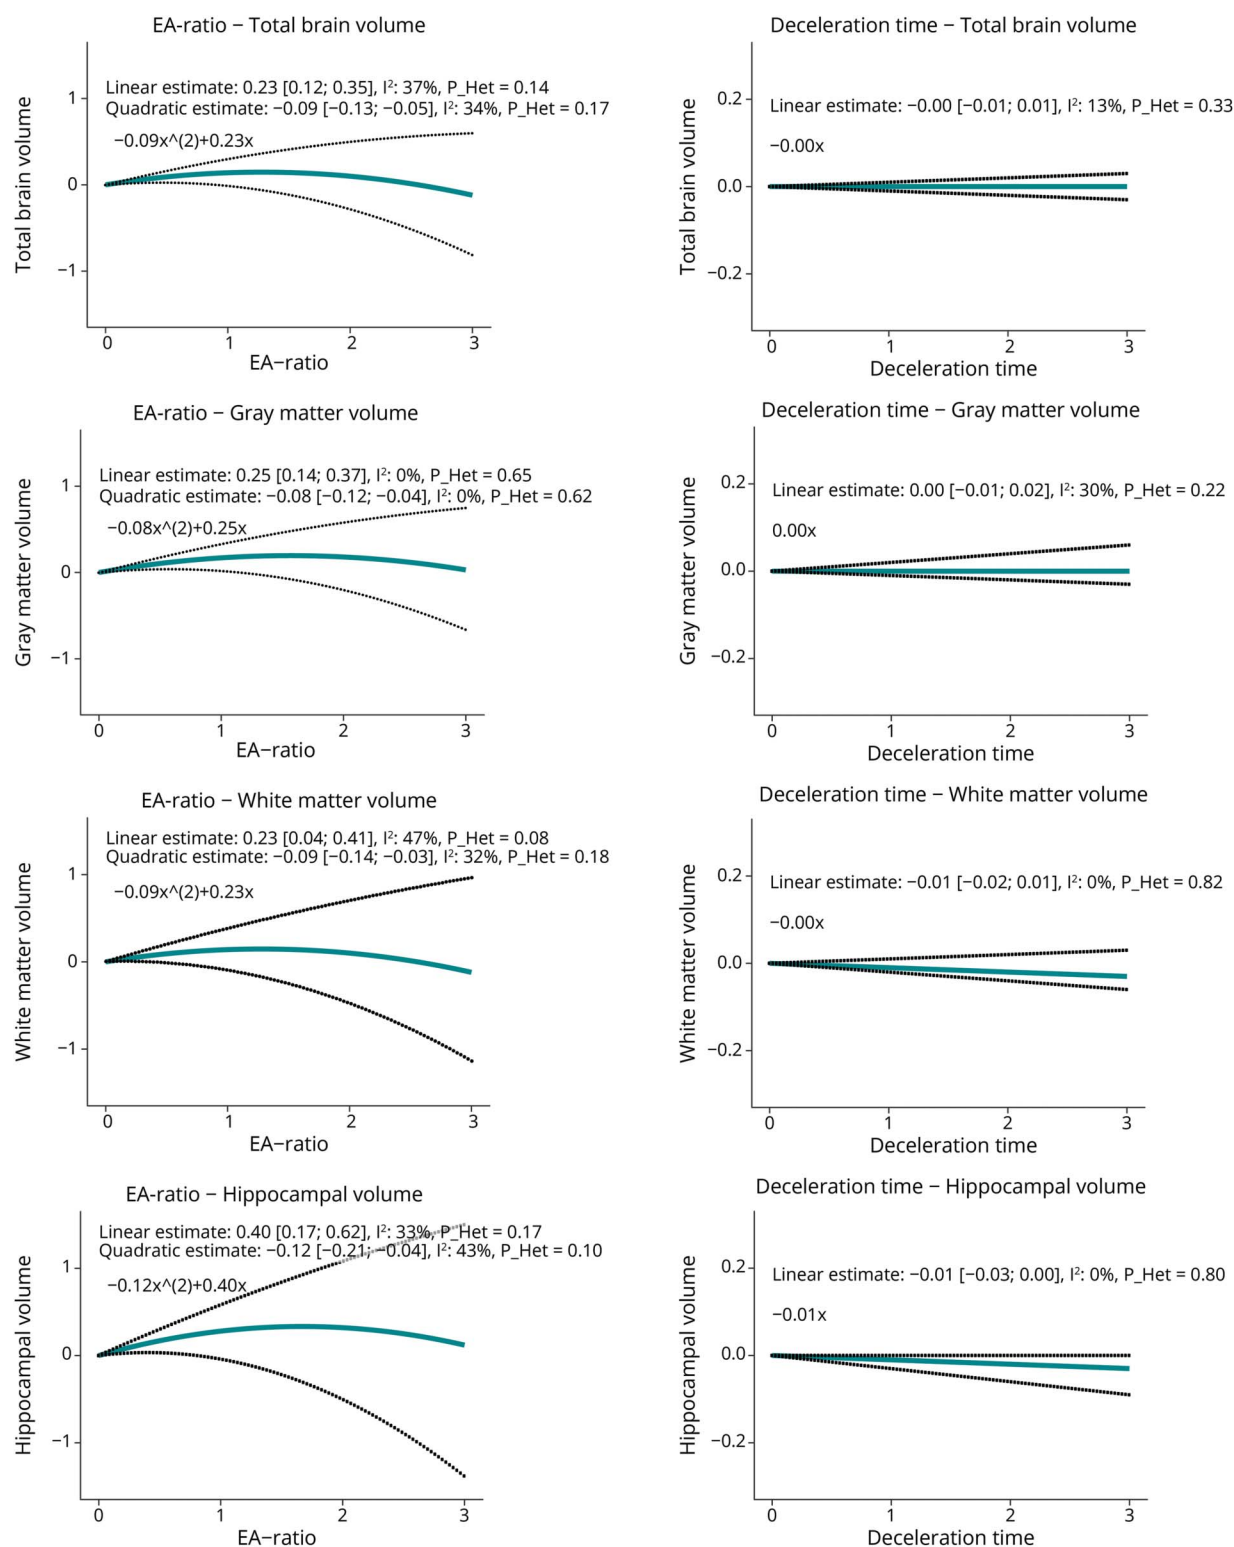 EA-ratio − Total brain volume
Linear estimate: 0.23 [0.12; 0.35], I²: 37%, P_Het = 0.14
Quadratic estimate: −0.09 [−0.13; −0.05], I²: 34%, P_Het = 0.17
−0.09x^(2)+0.23x
Total brain volume
1
0
−1
0 1 2 3
EA−ratio
Deceleration time − Total brain volume
Linear estimate: −0.00 [−0.01; 0.01], I²: 13%, P_Het = 0.33
−0.00x
Total brain volume
0.2
0.0
−0.2
0 1 2 3
Deceleration time
EA-ratio − Gray matter volume
Linear estimate: 0.25 [0.14; 0.37], I²: 0%, P_Het = 0.65
Quadratic estimate: −0.08 [−0.12; −0.04], I²: 0%, P_Het = 0.62
−0.08x^(2)+0.25x
Gray matter volume
1
0
−1
0 1 2 3
EA−ratio
Deceleration time − Gray matter volume
Linear estimate: 0.00 [−0.01; 0.02], I²: 30%, P_Het = 0.22
0.00x
Gray matter volume
0.2
0.0
−0.2
0 1 2 3
Deceleration time
EA-ratio − White matter volume
Linear estimate: 0.23 [0.04; 0.41], I²: 47%, P_Het = 0.08
Quadratic estimate: −0.09 [−0.14; −0.03], I²: 32%, P_Het = 0.18
−0.09x^(2)+0.23x
White matter volume
1
0
−1
0 1 2 3
EA−ratio
Deceleration time − White matter volume
Linear estimate: −0.01 [−0.02; 0.01], I²: 0%, P_Het = 0.82
−0.00x
White matter volume
0.2
0.0
−0.2
0 1 2 3
Deceleration time
EA-ratio − Hippocampal volume
Linear estimate: 0.40 [0.17; 0.62], I²: 33%, P_Het = 0.17
Quadratic estimate: −0.12 [−0.21; −0.04], I²: 43%, P_Het = 0.10
−0.12x^(2)+0.40x
Hippocampal volume
1
0
−1
0 1 2 3
EA−ratio
Deceleration time − Hippocampal volume
Linear estimate: −0.01 [−0.03; 0.00], I²: 0%, P_Het = 0.80
−0.01x
Hippocampal volume
0.2
0.0
−0.2
0 1 2 3
Deceleration time